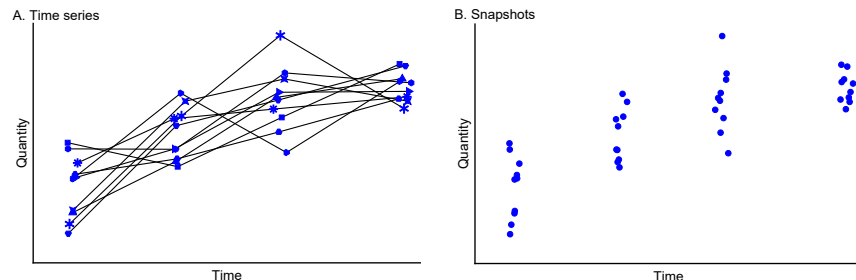 A. Time series
Quantity
Time
B. Snapshots
Quantity
Time